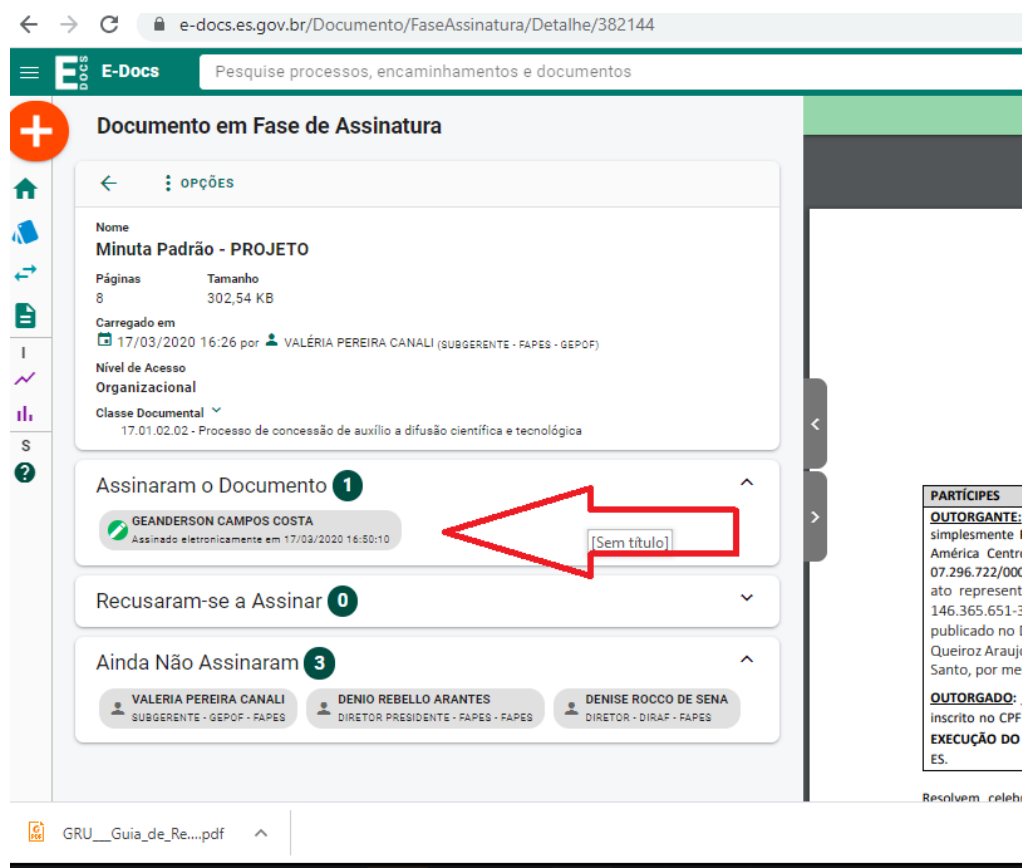 e-docs.es.gov.br/Documento/FaseAssinatura/Detalhe/382144
E DOCS
E-Docs
Pesquise processos, encaminhamentos e documentos
Documento em Fase de Assinatura
OPÇÕES
Nome
Minuta Padrão - PROJETO
Páginas Tamanho
8 302,54 KB
Carregado em
17/03/2020 16:26 por VALÉRIA PEREIRA CANALI (SUBGERENTE - FAPES - GEPOF)
Nível de Acesso
Organizacional
Classe Documental
17.01.02.02 - Processo de concessão de auxílio a difusão científica e tecnológica
I
S
Assinaram o Documento 1
GEANDERSON CAMPOS COSTA
Assinado eletronicamente em 17/03/2020 16:50:10
[Sem título]
Recusaram-se a Assinar 0
Ainda Não Assinaram 3
VALERIA PEREIRA CANALI
SUBGERENTE - GEPOF - FAPES
DENIO REBELLO ARANTES
DIRETOR PRESIDENTE - FAPES - FAPES
DENISE ROCCO DE SENA
DIRETOR - DIRAF - FAPES
PARTÍCIPES
OUTORGANTE:
simplesmente
América Centr
07.296.722/000
ato represent
146.365.651-3
publicado no
Queiroz Arauj
Santo, por me
OUTORGADO:
inscrito no CPF
EXECUÇÃO DO
ES.
Resolvem celebr
GRU___Guia_de_Re....pdf